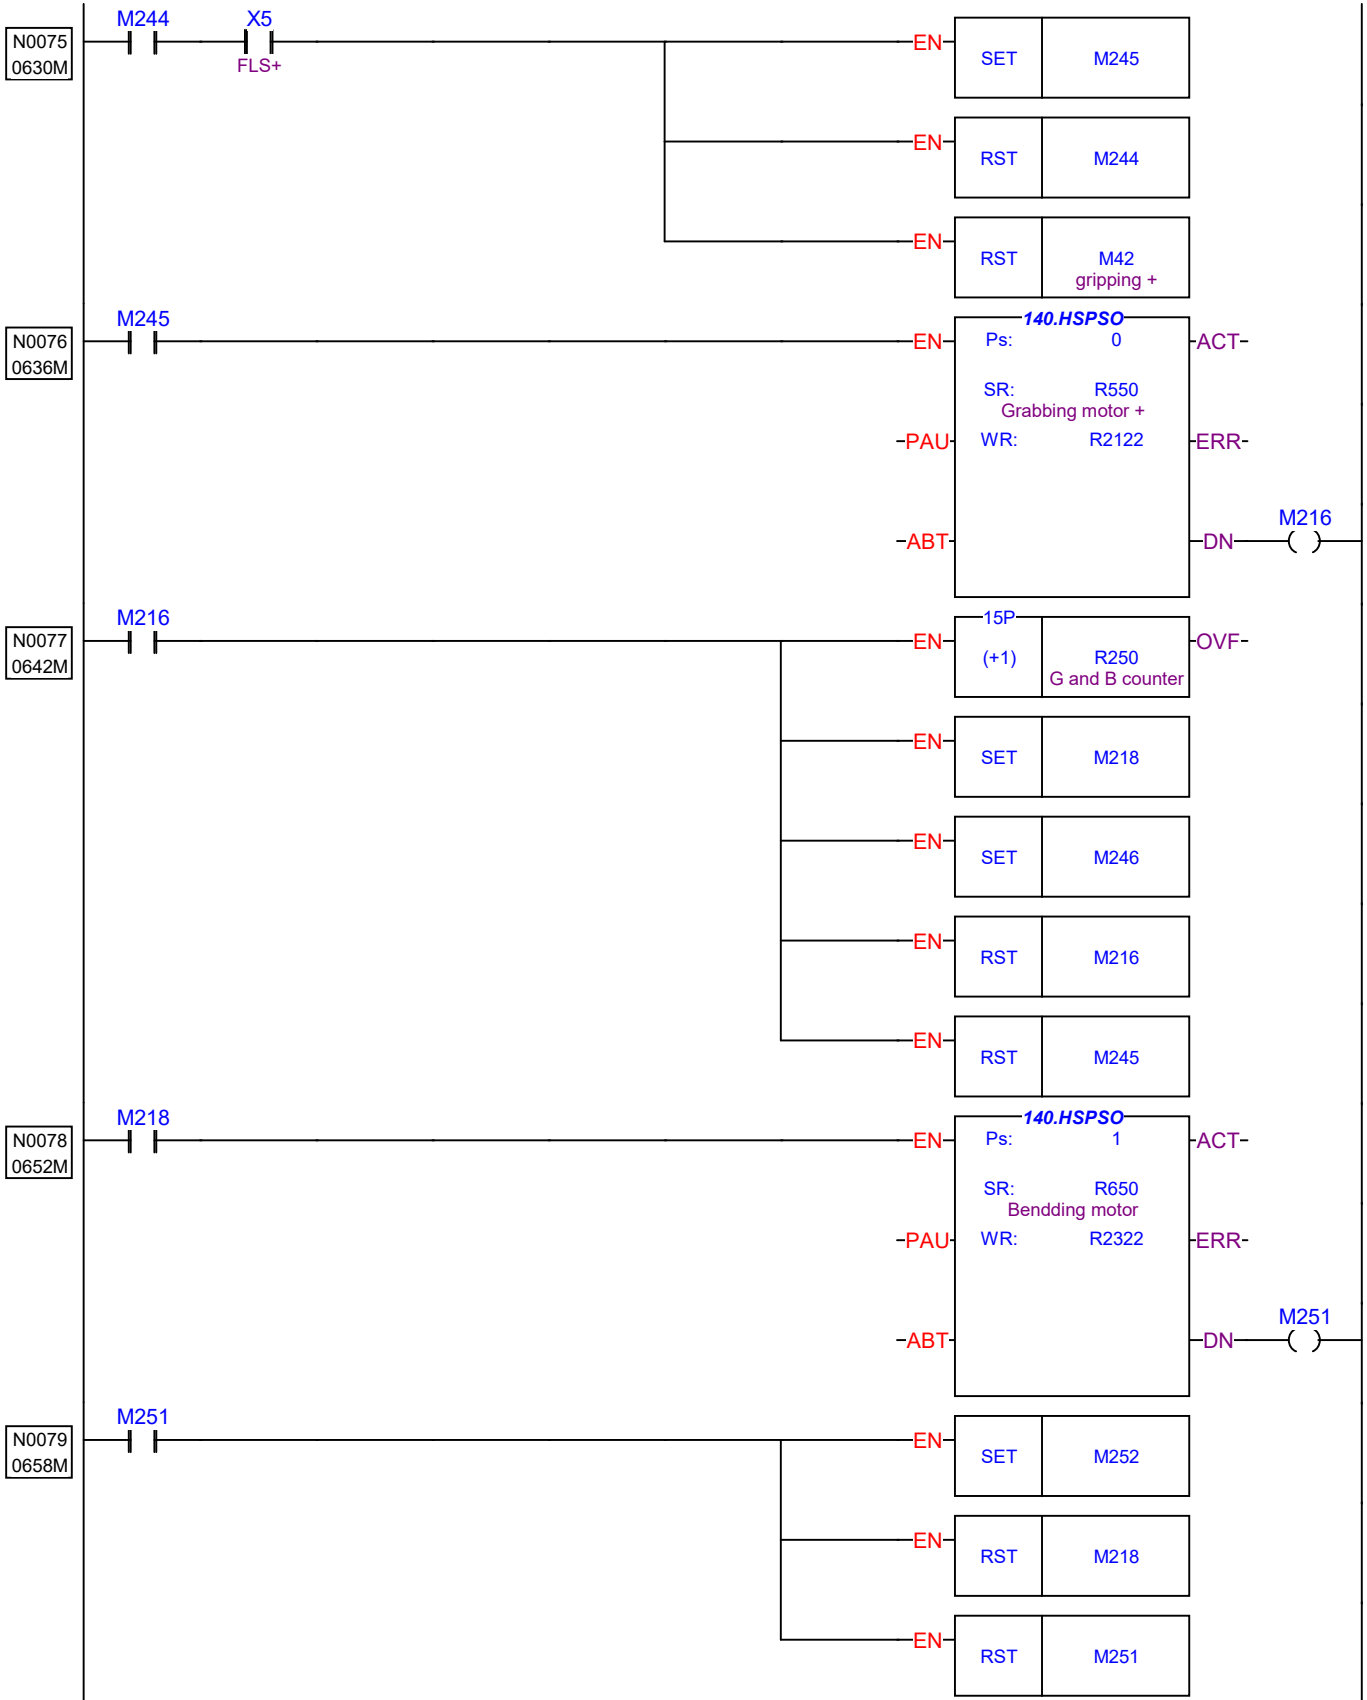 M244 X5
N0075 EN
0630M FLS+ SET M245
EN
RST M244
EN
RST M42
gripping +
M245 140.HSPSO
N0076 EN Ps: 0 ACT
0636M
SR: R550
Grabbing motor +
PAU WR: R2122 ERR
M216
ABT DN
M216 15P
N0077 EN OVF
0642M (+1) R250
G and B counter
EN
SET M218
EN
SET M246
EN
RST M216
EN
RST M245
M218 140.HSPSO
N0078 EN Ps: 1 ACT
0652M
SR: R650
Bendding motor
PAU WR: R2322 ERR
M251
ABT DN
M251
N0079 EN
0658M SET M252
EN
RST M218
EN
RST M251